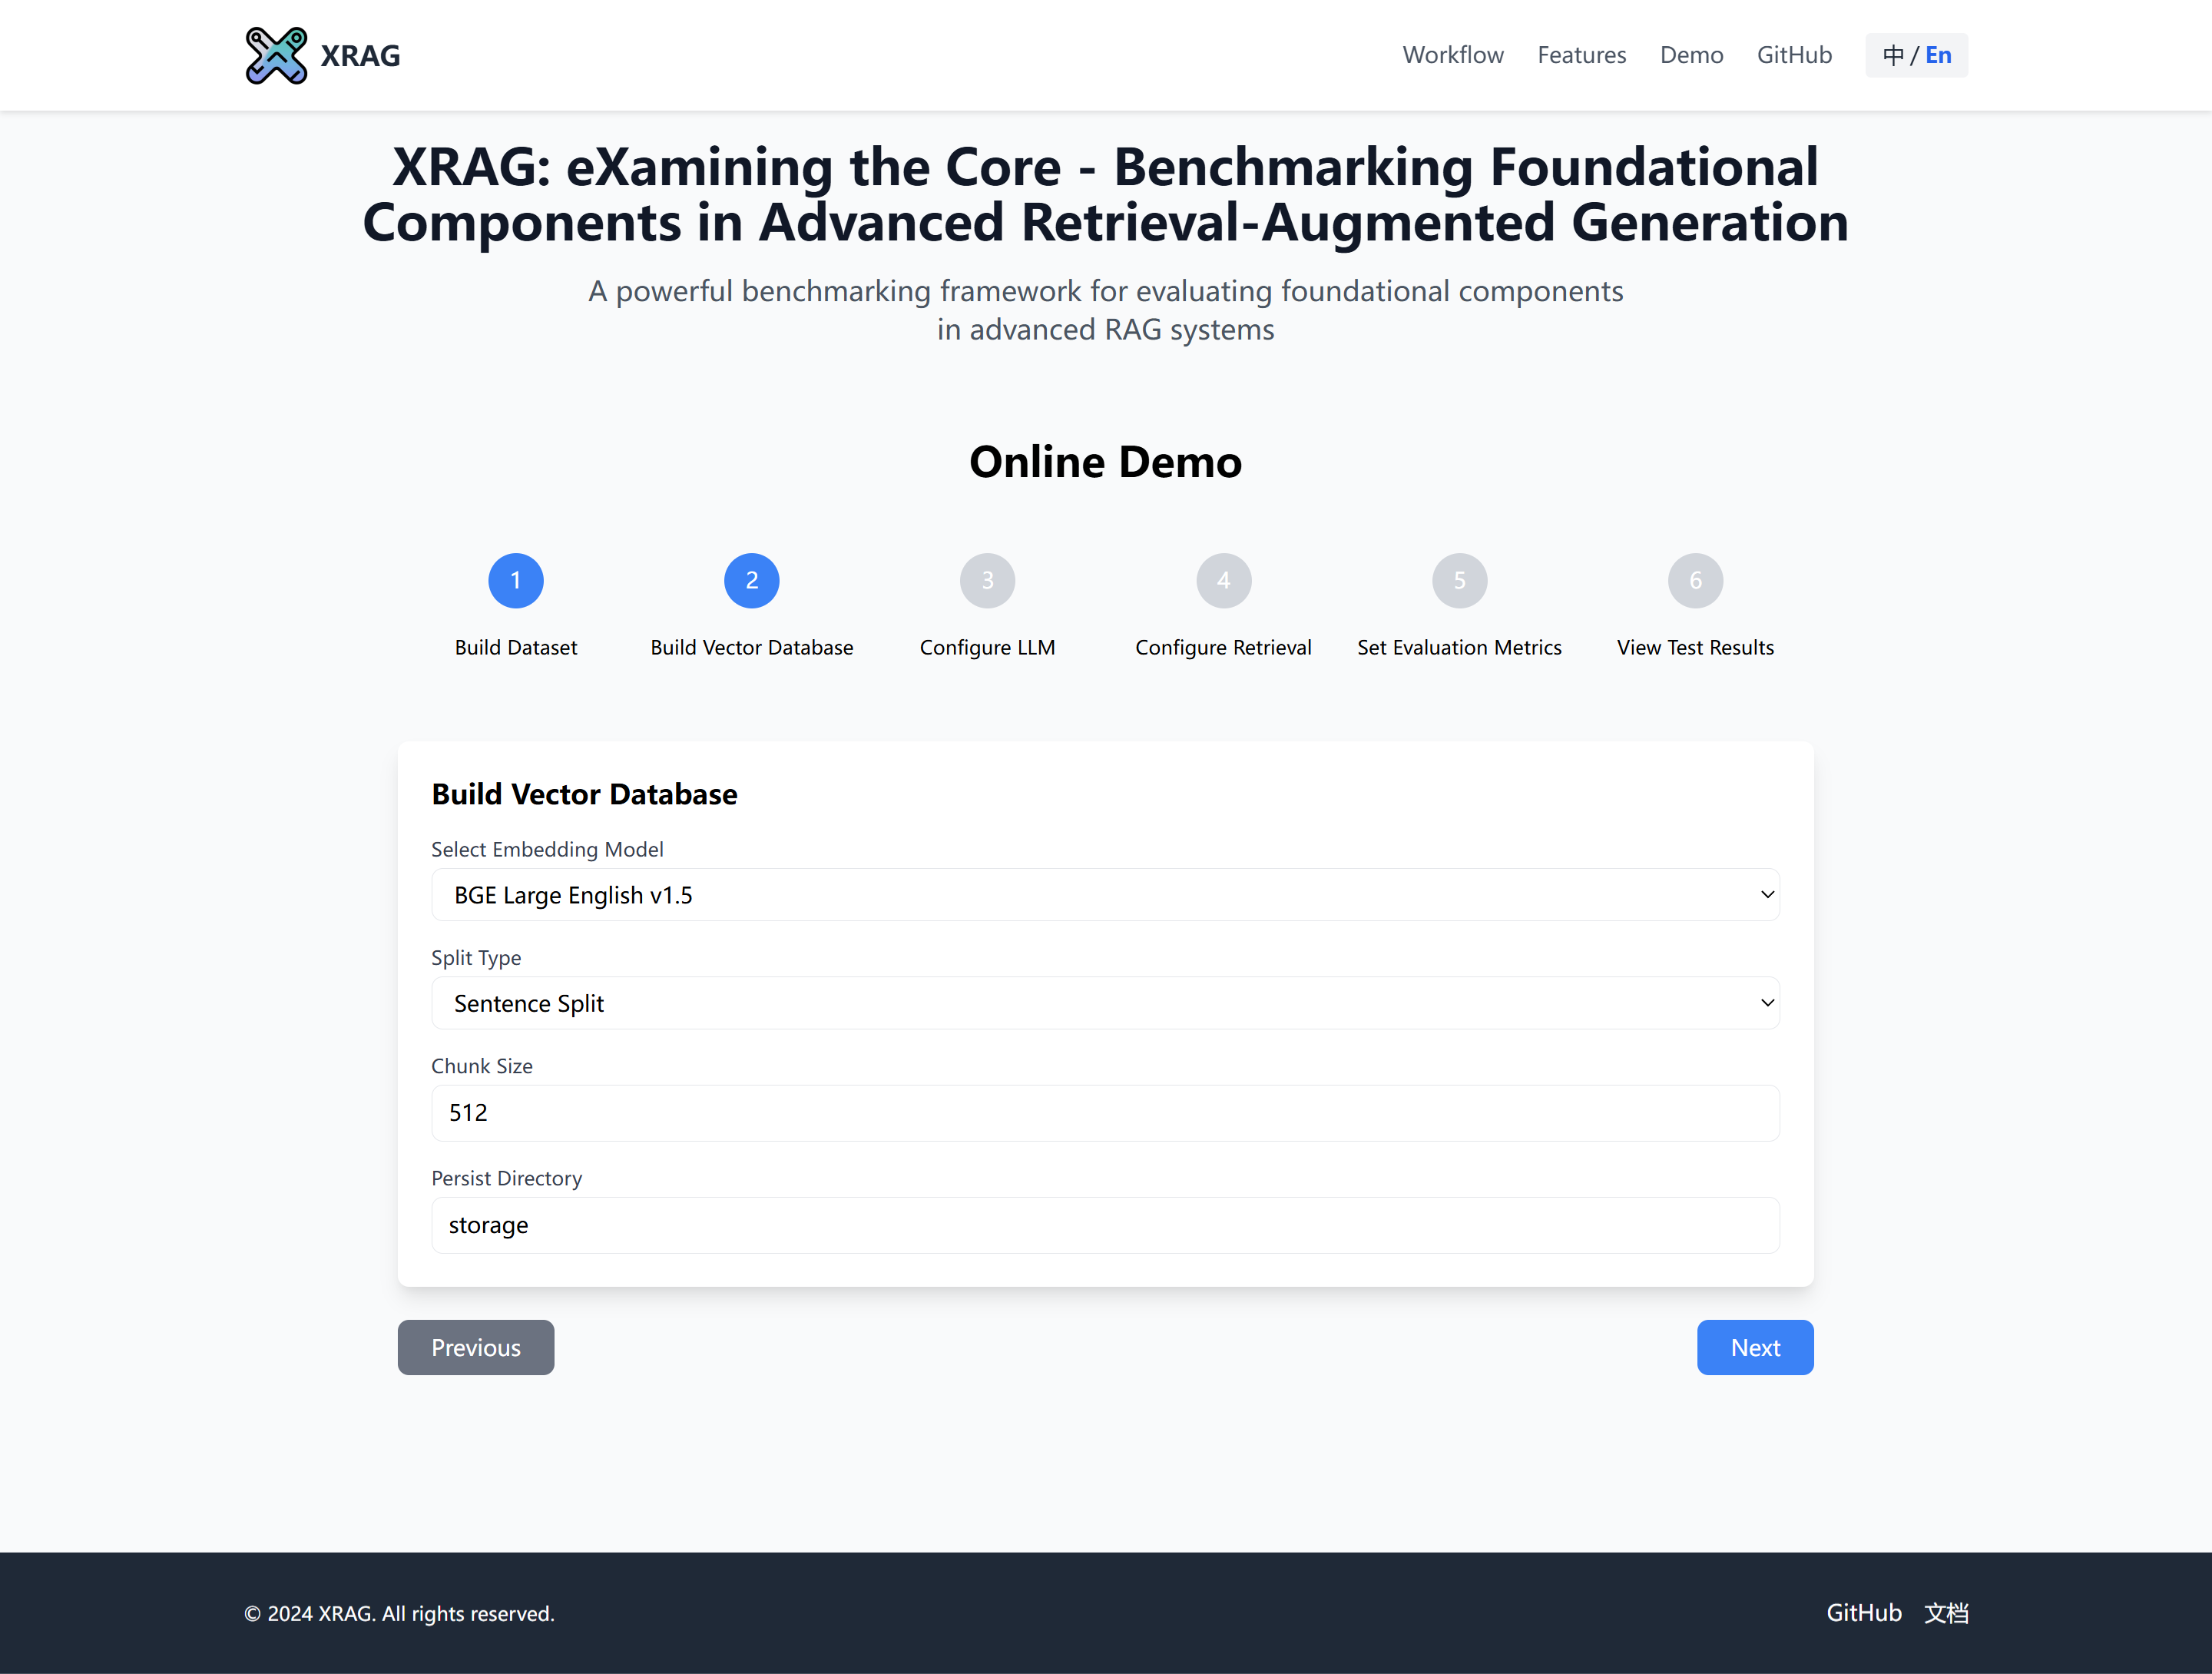 XRAG
Workflow
Features
Demo
GitHub
中 / En
XRAG: eXamining the Core - Benchmarking Foundational
Components in Advanced Retrieval-Augmented Generation
A powerful benchmarking framework for evaluating foundational components
in advanced RAG systems
Online Demo
1
2
3
4
5
6
Build Dataset
Build Vector Database
Configure LLM
Configure Retrieval
Set Evaluation Metrics
View Test Results
Build Vector Database
Select Embedding Model
BGE Large English v1.5
Split Type
Sentence Split
Chunk Size
512
Persist Directory
storage
Previous
Next
© 2024 XRAG. All rights reserved.
GitHub
文档